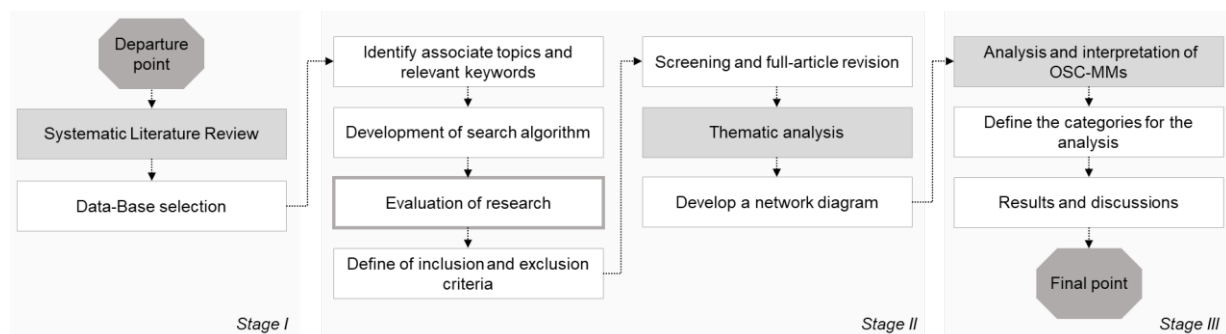 Departure
point
Systematic Literature Review
Data-Base selection
Stage I
Identify associate topics and
relevant keywords
Development of search algorithm
Evaluation of research
Define of inclusion and exclusion
criteria
Screening and full-article revision
Thematic analysis
Develop a network diagram
Stage II
Analysis and interpretation of
OSC-MMs
Define the categories for the
analysis
Results and discussions
Final point
Stage III